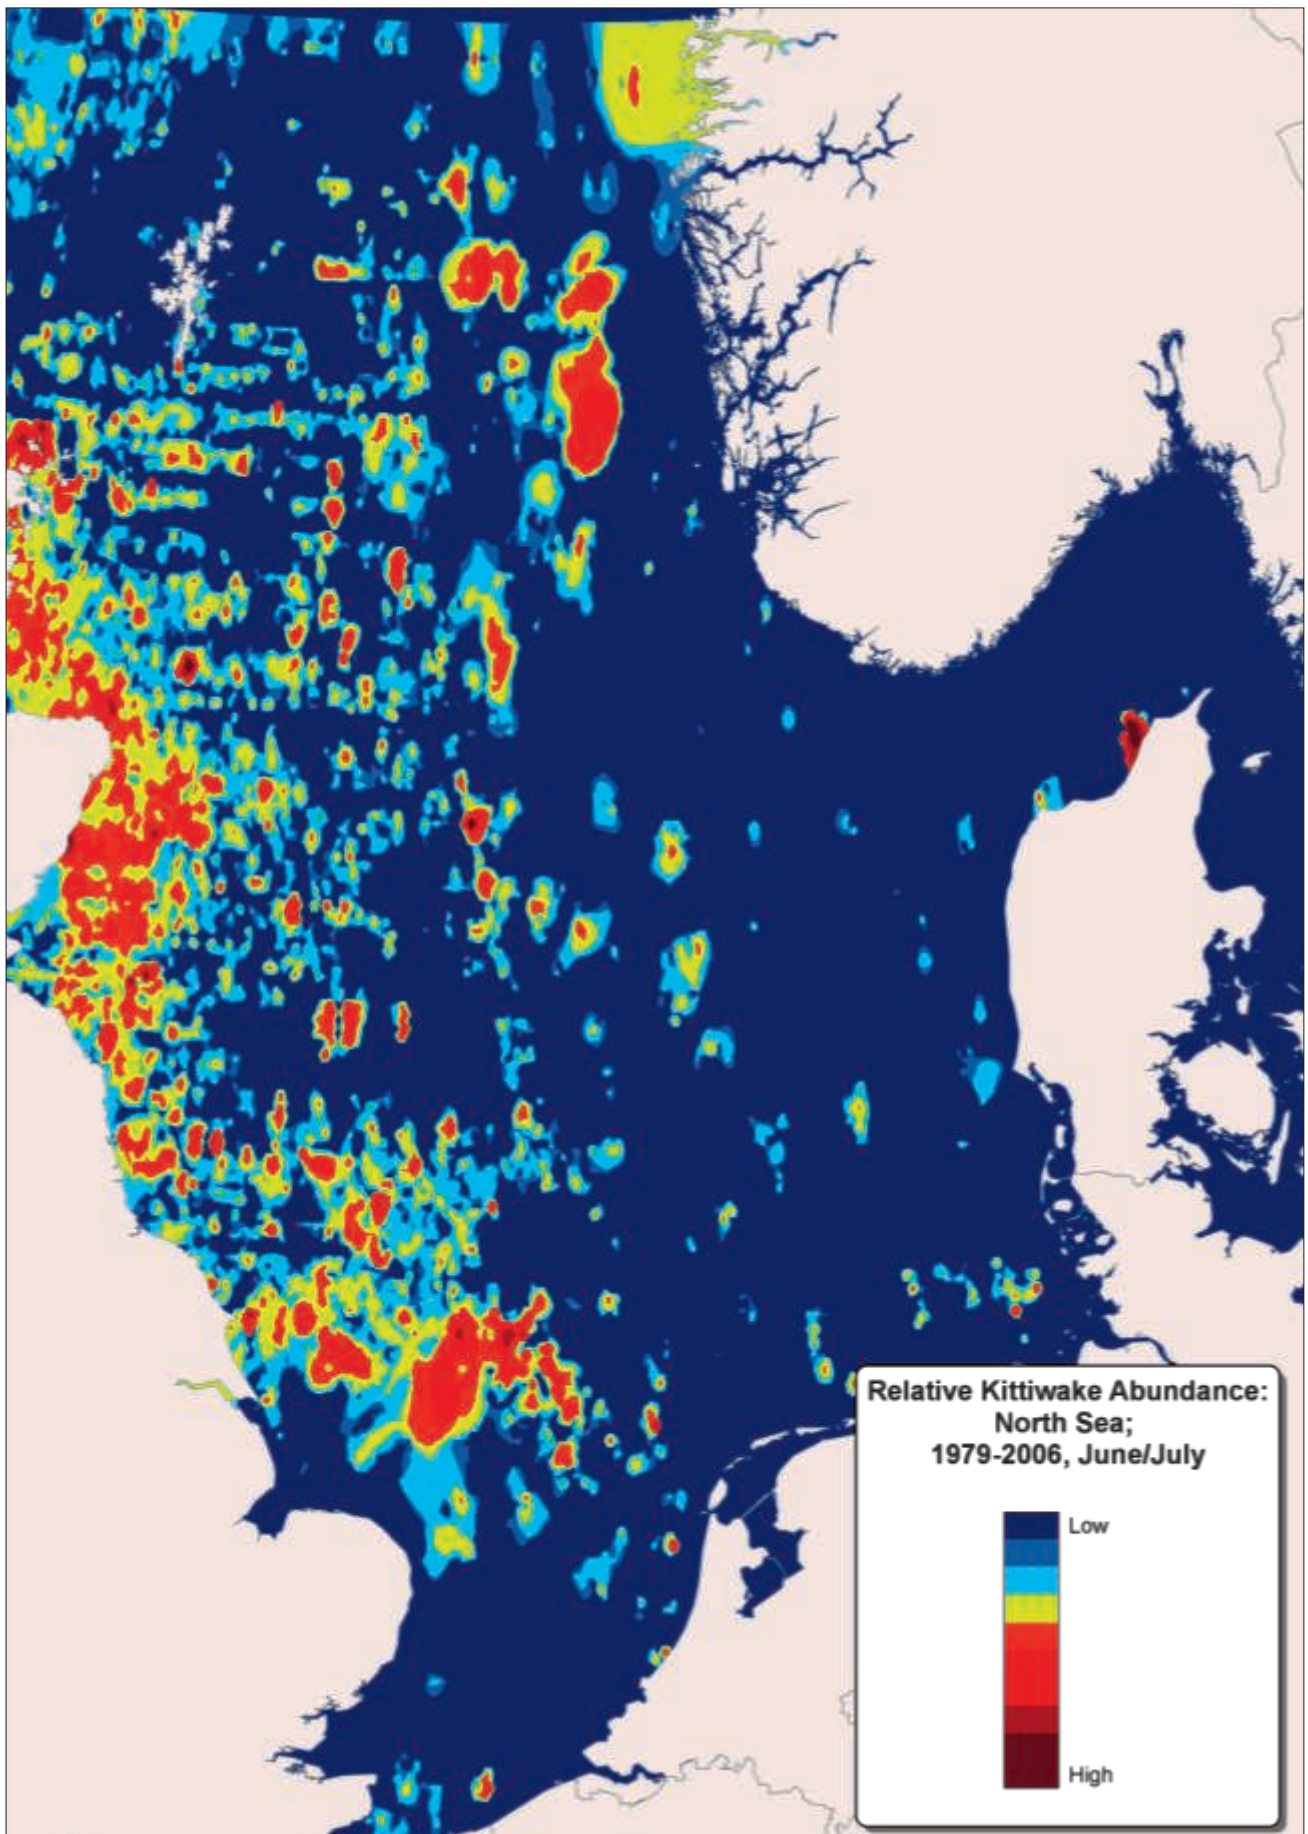 Relative Kittiwake Abundance:
North Sea;
1979-2006, June/July
Low
High